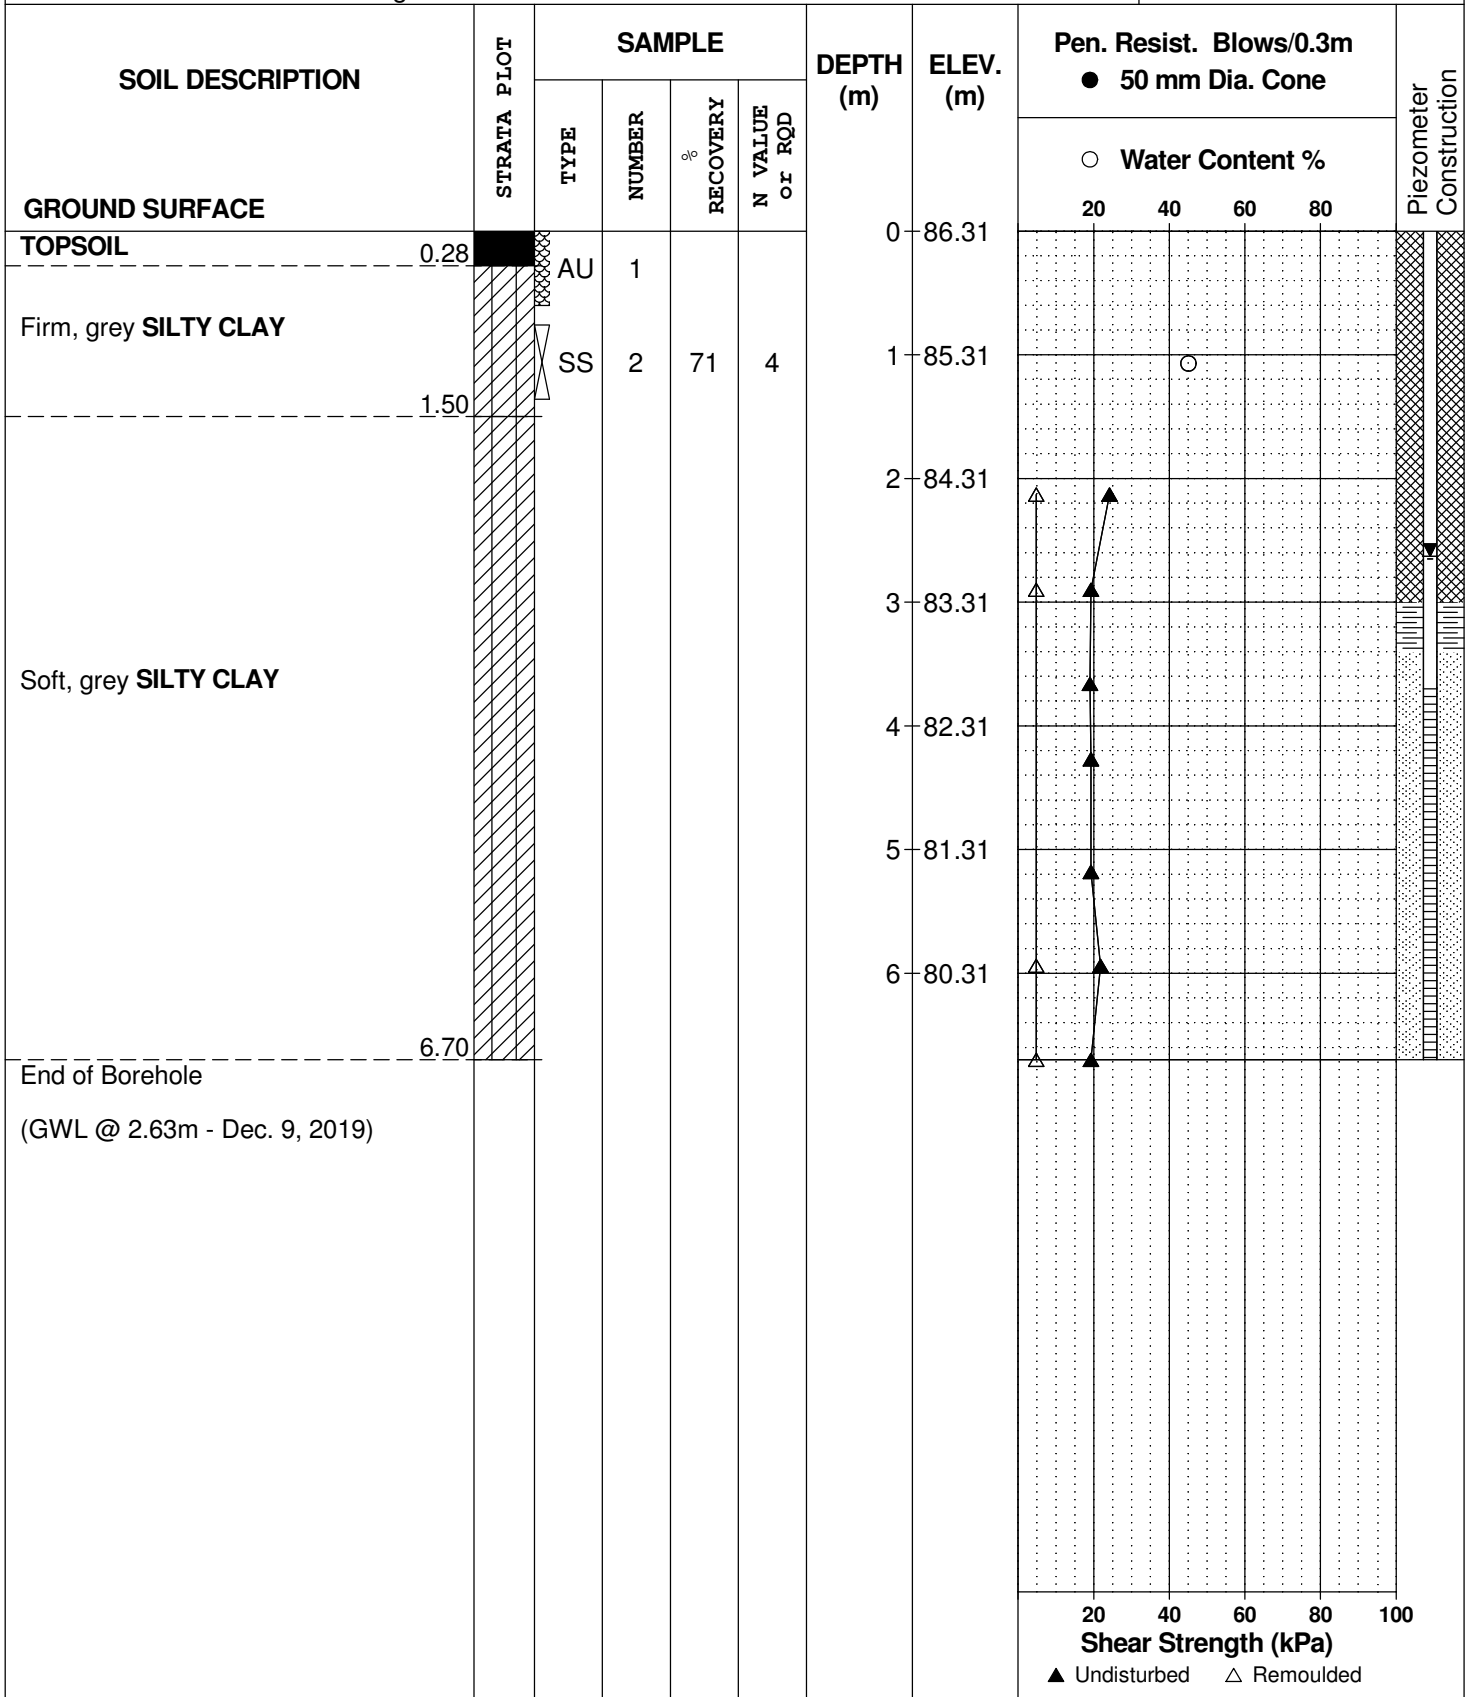 SOIL DESCRIPTION
GROUND SURFACE
STRATA PLOT
SAMPLE
TYPE
NUMBER
%
RECOVERY
N VALUE
or RQD
DEPTH
(m)
ELEV.
(m)
Pen. Resist. Blows/0.3m
● 50 mm Dia. Cone
○ Water Content %
20 40 60 80
Piezometer
Construction
0 86.31
TOPSOIL
0.28
AU 1
Firm, grey SILTY CLAY
1 85.31
SS 2 71 4
1.50
2 84.31
3 83.31
Soft, grey SILTY CLAY
4 82.31
5 81.31
6 80.31
6.70
End of Borehole
(GWL @ 2.63m - Dec. 9, 2019)
20 40 60 80 100
Shear Strength (kPa)
▲ Undisturbed △ Remoulded